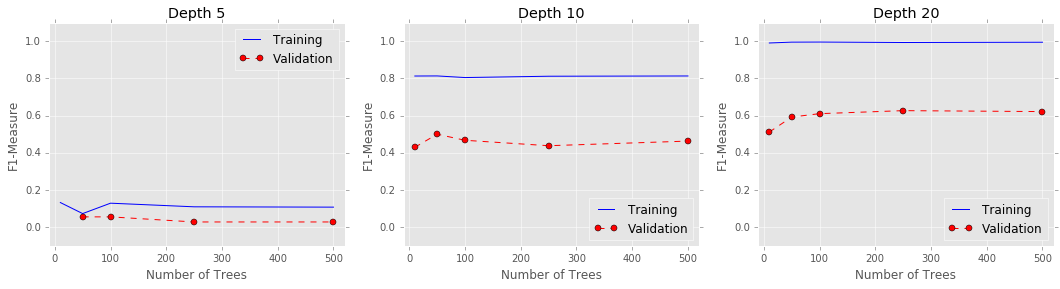 Depth 5
1.0
0.8
0.6
0.4
0.2
0.0
F1-Measure
0 100 200 300 400 500
Number of Trees
Training
Validation
Depth 10
1.0
0.8
0.6
0.4
0.2
0.0
F1-Measure
0 100 200 300 400 500
Number of Trees
Training
Validation
Depth 20
1.0
0.8
0.6
0.4
0.2
0.0
F1-Measure
0 100 200 300 400 500
Number of Trees
Training
Validation